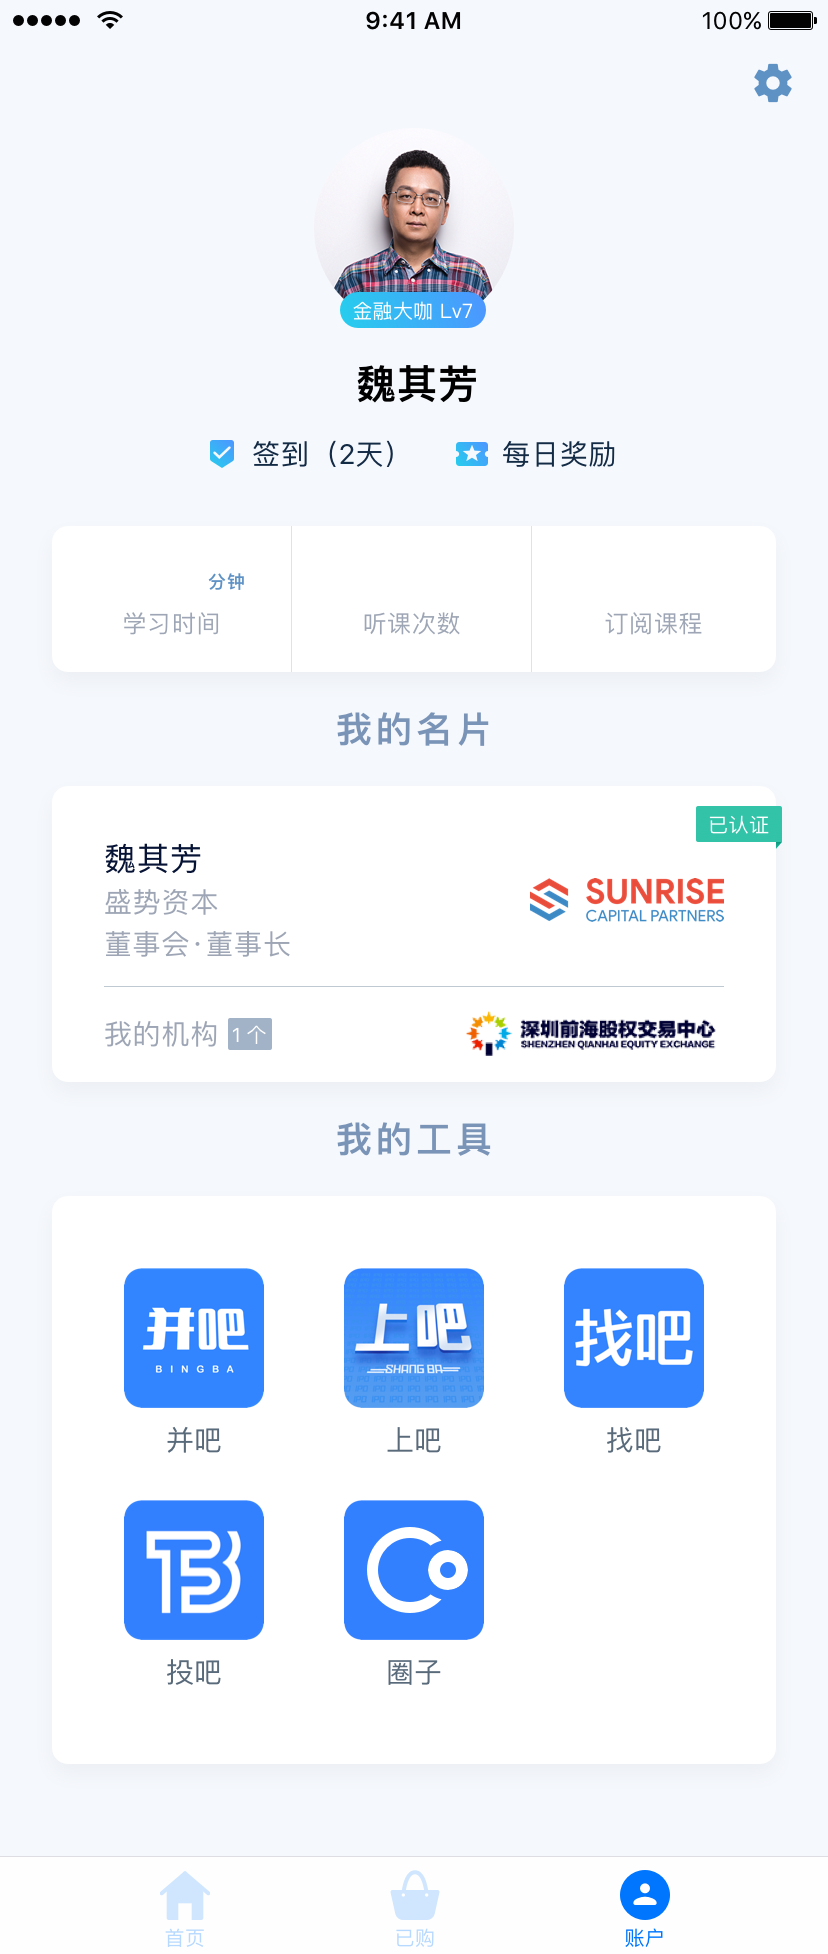 9:41 AM
100%
金融大咖 Lv7
魏其芳
签到（2天）
每日奖励
分钟
学习时间
听课次数
订阅课程
我的名片
已认证
魏其芳
盛势资本
董事会·董事长
SUNRISE
CAPITAL PARTNERS
我的机构 1 个
深圳前海股权交易中心
SHENZHEN QIANHAI EQUITY EXCHANGE
我的工具
并吧
BINGBA
上吧
SHANG BA
找吧
并吧
上吧
找吧
TB
投吧
圈子
首页
已购
账户